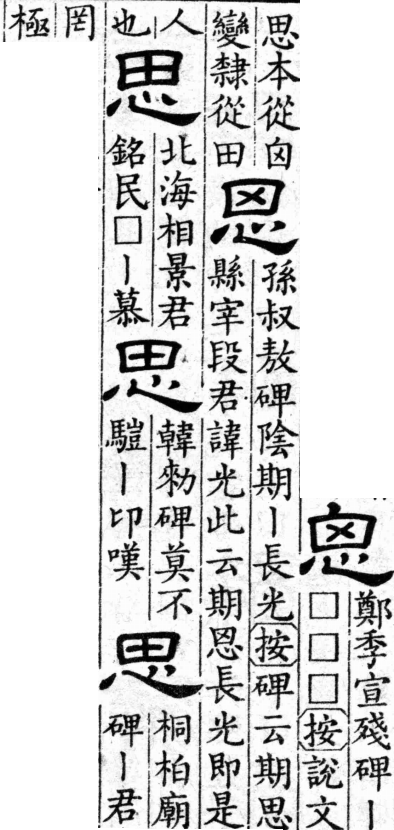 恖
鄭季宣殘碑丨
□□□按說文
思本從囟
變隸從田
恖
孫叔敖碑陰期丨長光按碑云期思
縣宰段君諱光此云期恩長光即是
人
也
思
北海相景君
銘民□丨慕
思
韓勑碑莫不
丨卬嘆
思
桐柏廟
碑丨君
罔
極